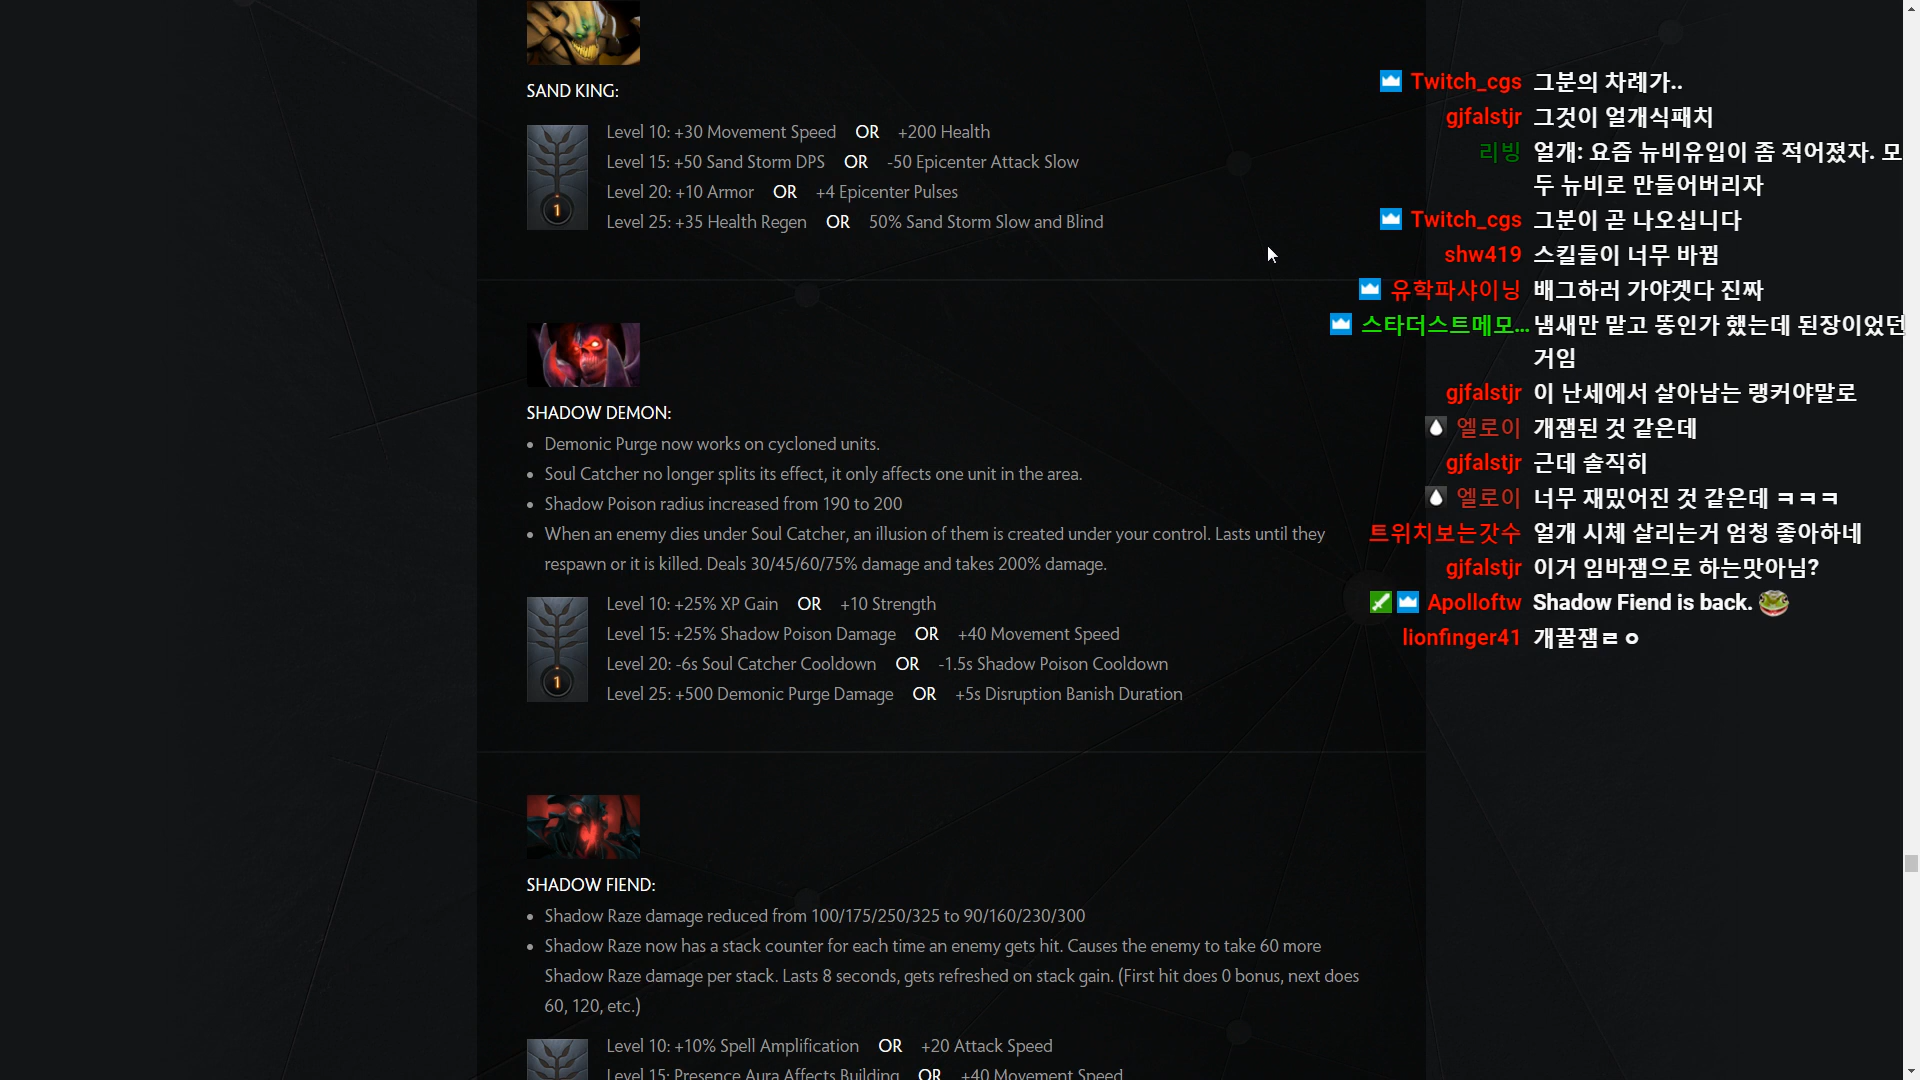 SAND KING:
Level 10: +30 Movement Speed OR +200 Health
Level 15: +50 Sand Storm DPS OR -50 Epicenter Attack Slow
Level 20: +10 Armor OR +4 Epicenter Pulses
Level 25: +35 Health Regen OR 50% Sand Storm Slow and Blind
1
SHADOW DEMON:
Demonic Purge now works on cycloned units.
Soul Catcher no longer splits its effect, it only affects one unit in the area.
Shadow Poison radius increased from 190 to 200
When an enemy dies under Soul Catcher, an illusion of them is created under your control. Lasts until they
respawn or it is killed. Deals 30/45/60/75% damage and takes 200% damage.
Level 10: +25% XP Gain OR +10 Strength
Level 15: +25% Shadow Poison Damage OR +40 Movement Speed
Level 20: -6s Soul Catcher Cooldown OR -1.5s Shadow Poison Cooldown
Level 25: +500 Demonic Purge Damage OR +5s Disruption Banish Duration
1
SHADOW FIEND:
Shadow Raze damage reduced from 100/175/250/325 to 90/160/230/300
Shadow Raze now has a stack counter for each time an enemy gets hit. Causes the enemy to take 60 more
Shadow Raze damage per stack. Lasts 8 seconds, gets refreshed on stack gain. (First hit does 0 bonus, next does
60, 120, etc.)
Level 10: +10% Spell Amplification OR +20 Attack Speed
Level 15: Presence Aura Affects Building OR +40 Movement Speed
Twitch_cgs 그분의 차례가..
gjfalstjr 그것이 얼개식패치
리빙 얼개: 요즘 뉴비유입이 좀 적어졌자. 모
두 뉴비로 만들어버리자
Twitch_cgs 그분이 곧 나오십니다
shw419 스킬들이 너무 바뀜
유학파샤이닝 배그하러 가야겟다 진짜
스타더스트메모... 냄새만 맡고 똥인가 했는데 된장이었던
거임
gjfalstjr 이 난세에서 살아남는 랭커야말로
엘로이 개잼된 것 같은데
gjfalstjr 근데 솔직히
엘로이 너무 재밌어진 것 같은데 ㅋㅋㅋ
트위치보는갓수 얼개 시체 살리는거 엄청 좋아하네
gjfalstjr 이거 임바잼으로 하는맛아님?
Apolloftw Shadow Fiend is back.
lionfinger41 개꿀잼ㄹㅇ